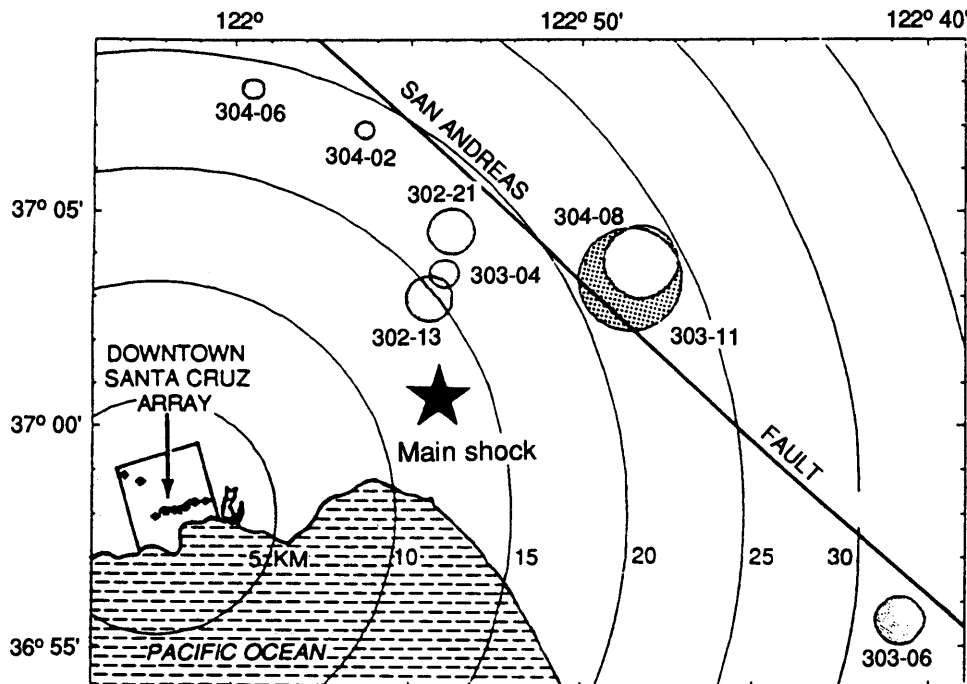 122° 122° 50' 122° 40'
SAN ANDREAS
304-06
304-02
302-21
37° 05'
304-08
303-04
302-13
303-11
DOWNTOWN
SANTA CRUZ
ARRAY
37° 00'
Main shock
FAULT
5 KM 10 15 20 25 30
36° 55'
PACIFIC OCEAN
303-06